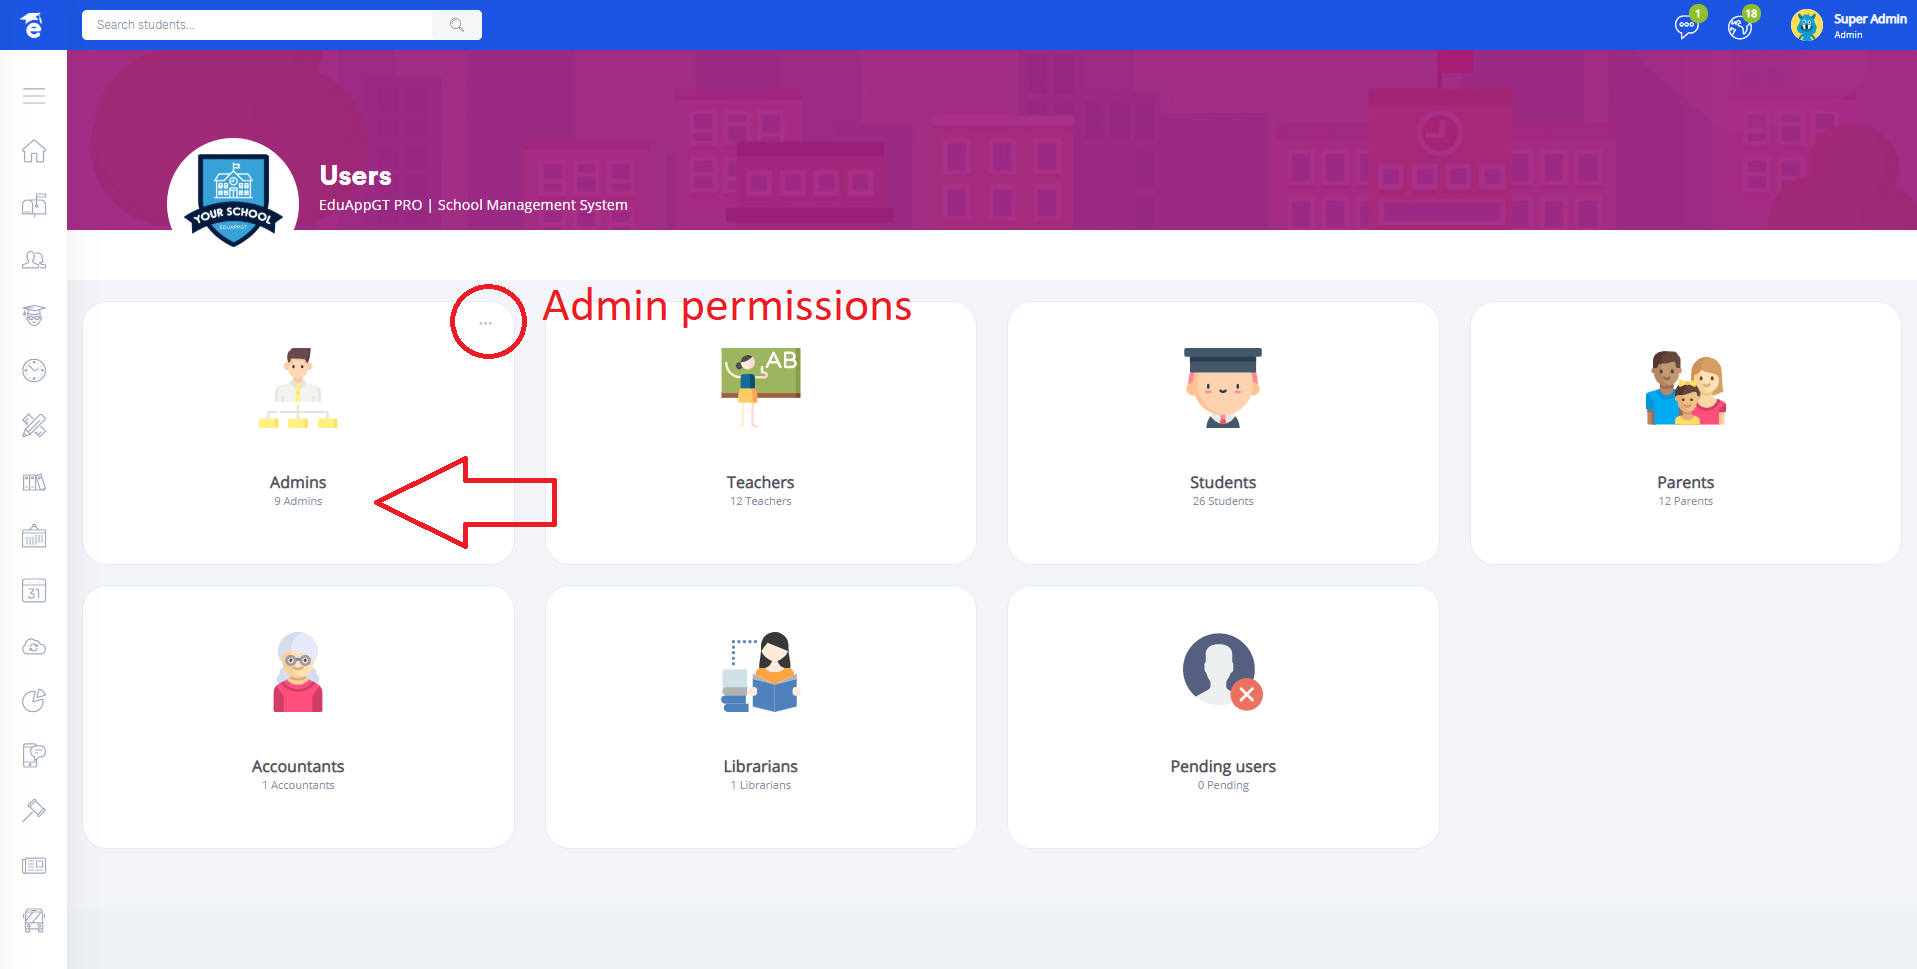 e
Search students...
1
18
Super Admin
Admin
YOUR SCHOOL
EDUAPPGT
Users
EduAppGT PRO | School Management System
Admin permissions
AB
Admins
9 Admins
Teachers
12 Teachers
Students
26 Students
Parents
12 Parents
31
Accountants
1 Accountants
Librarians
1 Librarians
Pending users
0 Pending